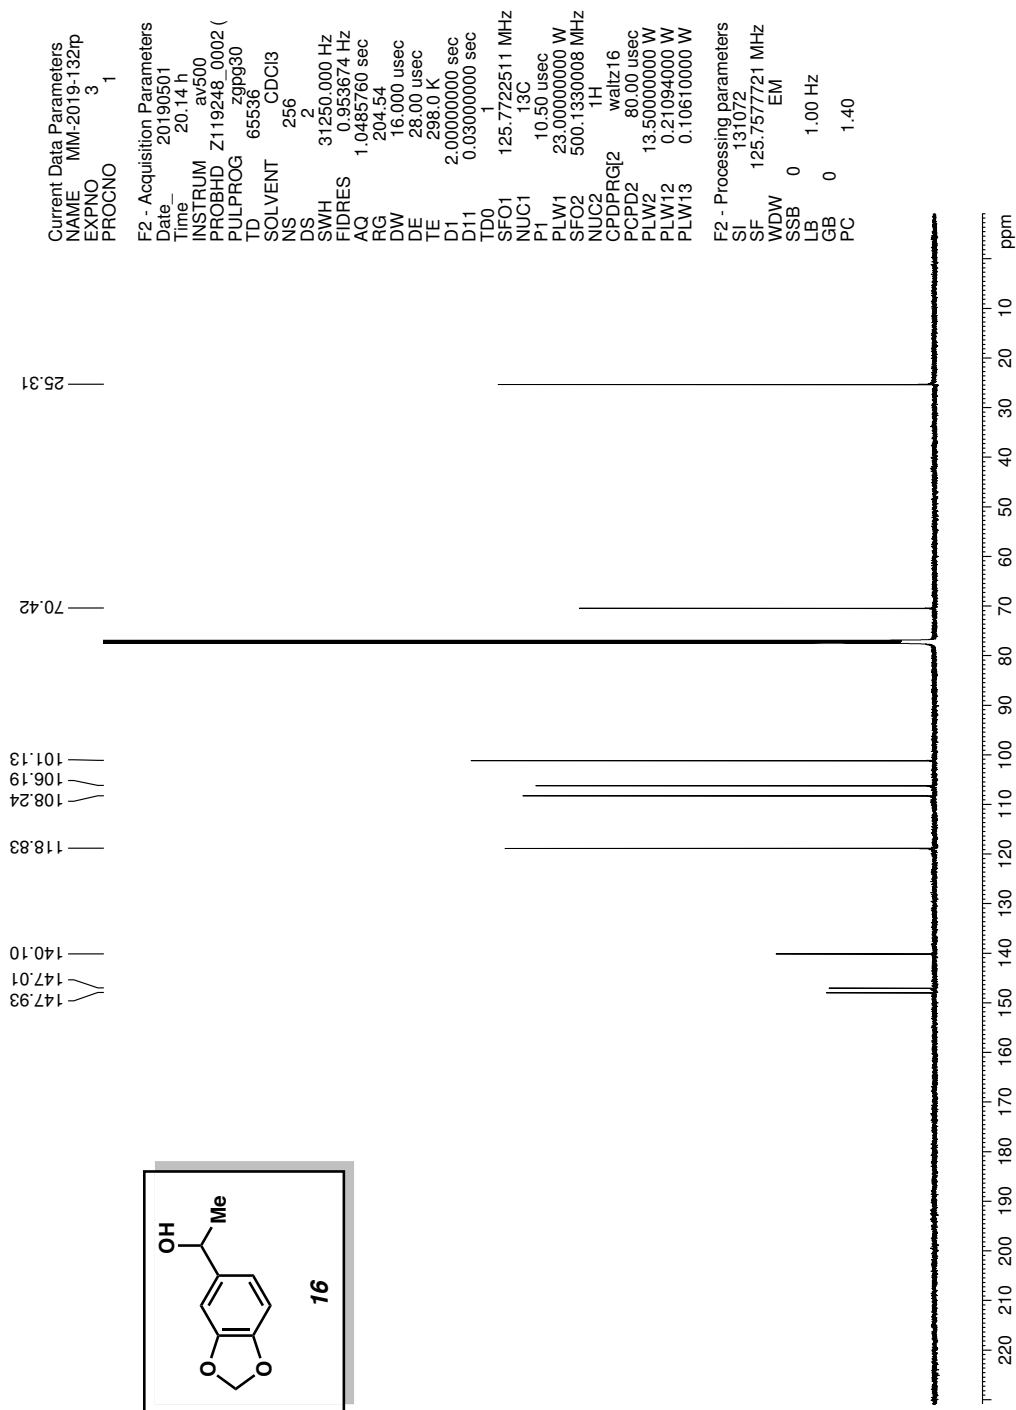 Current Data Parameters
NAME MM-2019-132rp
EXPNO 3
PROCNO 1
F2 - Acquisition Parameters
Date_ 20190501
Time 20.14 h
INSTRUM av500
PROBHD Z119248_0002 (
PULPROG zgpg30
TD 65536
SOLVENT CDCl3
NS 256
DS 2
SWH 31250.000 Hz
FIDRES 0.953674 Hz
AQ 1.0485760 sec
RG 204.54
DW 16.000 usec
DE 28.00 usec
TE 298.0 K
D1 2.00000000 sec
D11 0.03000000 sec
TD0 1
SFO1 125.7722511 MHz
NUC1 13C
P1 10.50 usec
PLW1 23.00000000 W
SFO2 500.1330008 MHz
NUC2 1H
CPDPRG[2 waltz16
PCPD2 80.00 usec
PLW2 13.50000000 W
PLW12 0.21094000 W
PLW13 0.10610000 W
F2 - Processing parameters
SI 131072
SF 125.7577721 MHz
WDW EM
SSB 0
LB 1.00 Hz
GB 0
PC 1.40
147.93
147.01
140.10
118.83
108.24
106.19
101.13
70.42
25.31
OH
Me
O
O
16
220 210 200 190 180 170 160 150 140 130 120 110 100 90 80 70 60 50 40 30 20 10 ppm